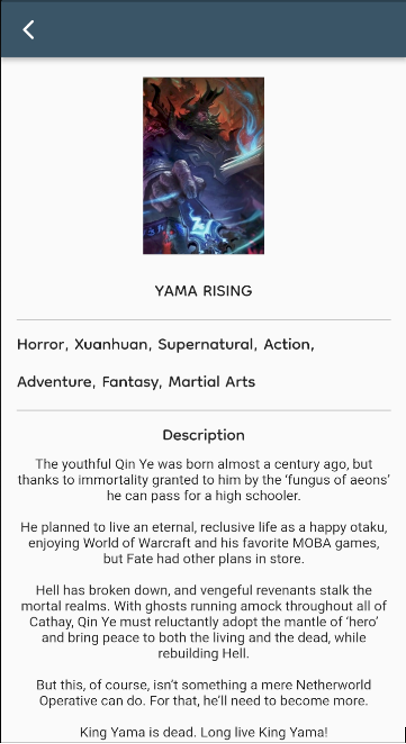 YAMA RISING
Horror, Xuanhuan, Supernatural, Action,
Adventure, Fantasy, Martial Arts
Description
The youthful Qin Ye was born almost a century ago, but
thanks to immortality granted to him by the ‘fungus of aeons’
he can pass for a high schooler.
He planned to live an eternal, reclusive life as a happy otaku,
enjoying World of Warcraft and his favorite MOBA games,
but Fate had other plans in store.
Hell has broken down, and vengeful revenants stalk the
mortal realms. With ghosts running amock throughout all of
Cathay, Qin Ye must reluctantly adopt the mantle of ‘hero’
and bring peace to both the living and the dead, while
rebuilding Hell.
But this, of course, isn’t something a mere Netherworld
Operative can do. For that, he’ll need to become more.
King Yama is dead. Long live King Yama!